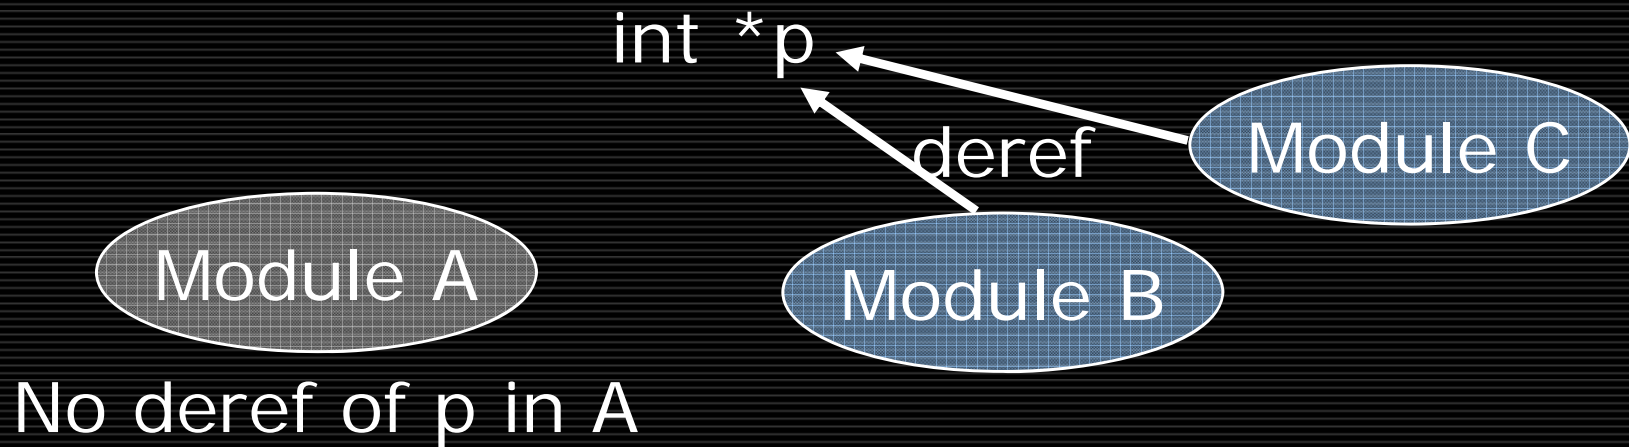 int *p
deref
Module C
Module A
Module B
No deref of p in A